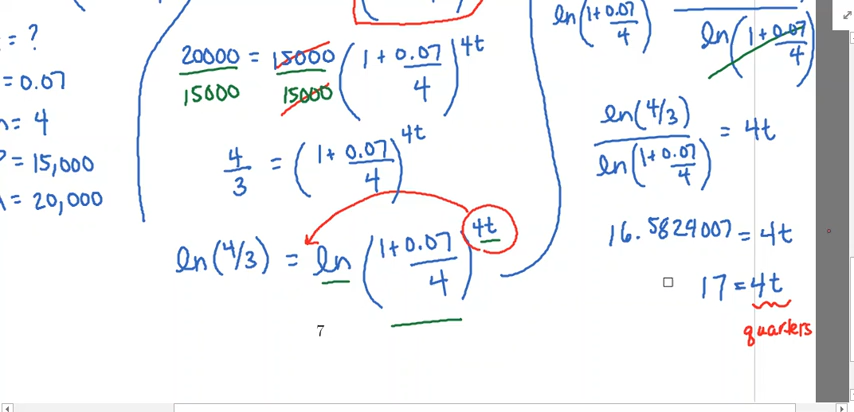 = ?
= 0.07
n = 4
P = 15,000
A = 20,000
20000/15000 = 15000/15000 (1 + 0.07/4)^4t
4/3 = (1 + 0.07/4)^4t
ln(4/3) = ln (1 + 0.07/4)^4t
7
ln(1 + 0.07/4)
ln(1 + 0.07/4)
ln(4/3)/ln(1 + 0.07/4) = 4t
16.5824007 = 4t
17 = 4t
quarters